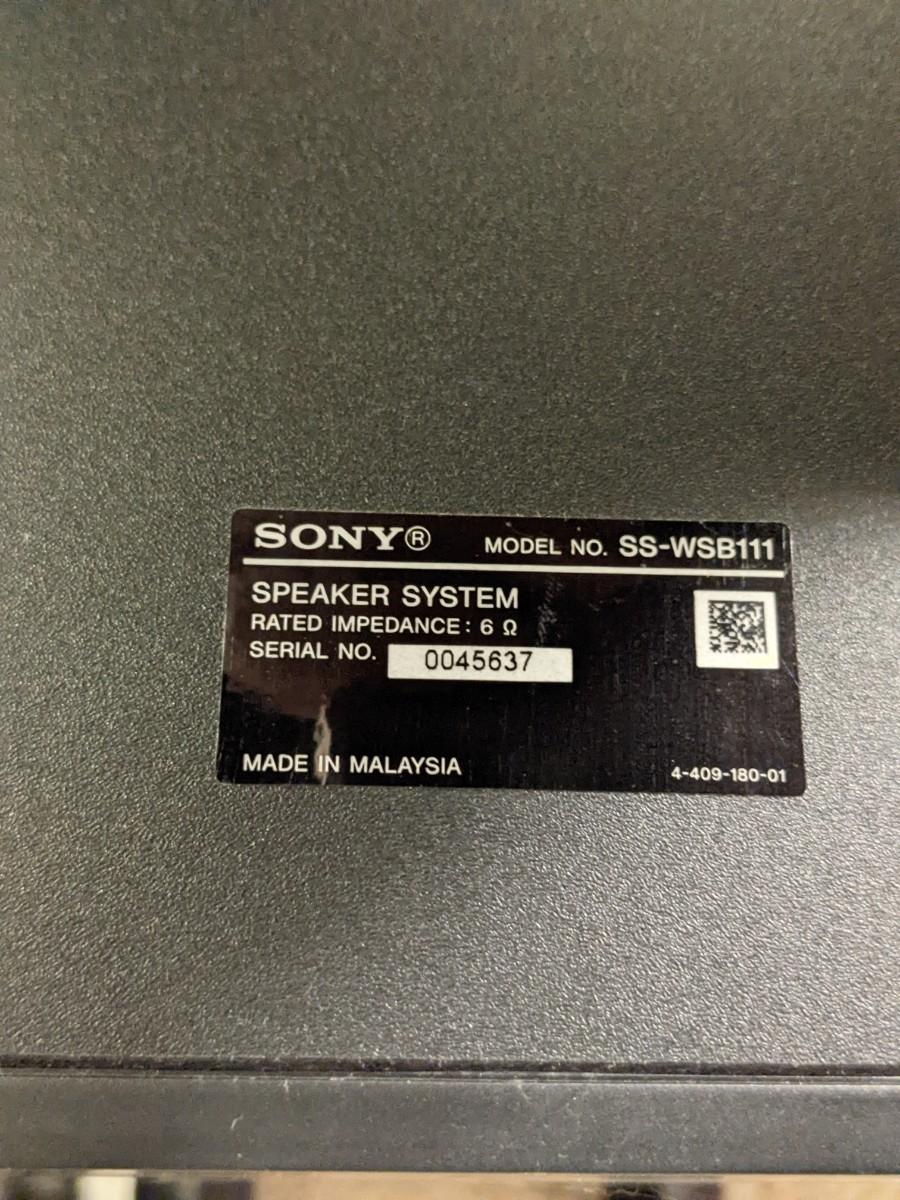 SONY® MODEL NO. SS-WSB111
SPEAKER SYSTEM
RATED IMPEDANCE: 6 Ω
SERIAL NO. 0045637
MADE IN MALAYSIA 4-409-180-01